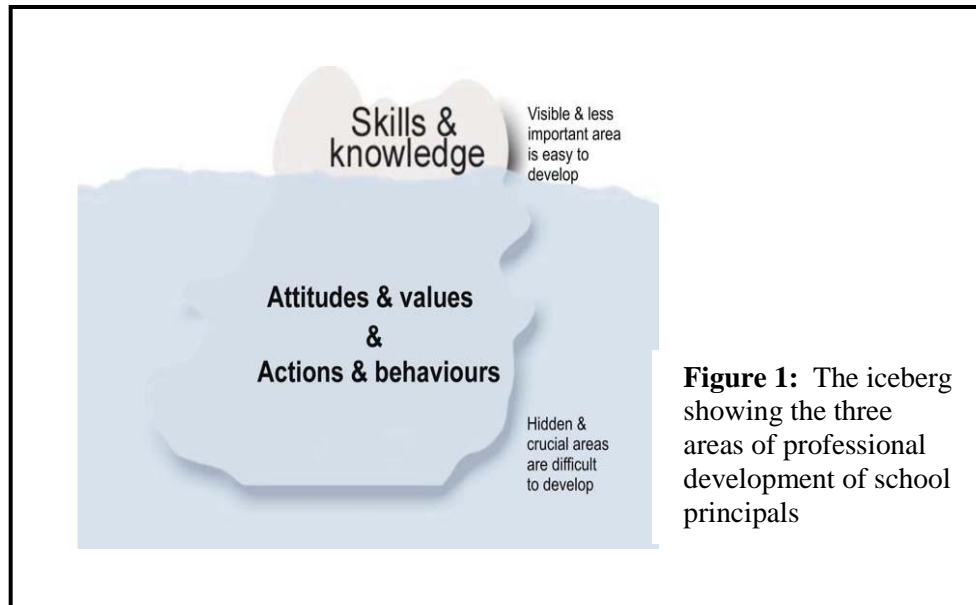 Skills &
knowledge
Visible & less
important area
is easy to
develop
Attitudes & values
&
Actions & behaviours
Hidden &
crucial areas
are difficult
to develop
Figure 1:  The iceberg
showing the three
areas of professional
development of school
principals